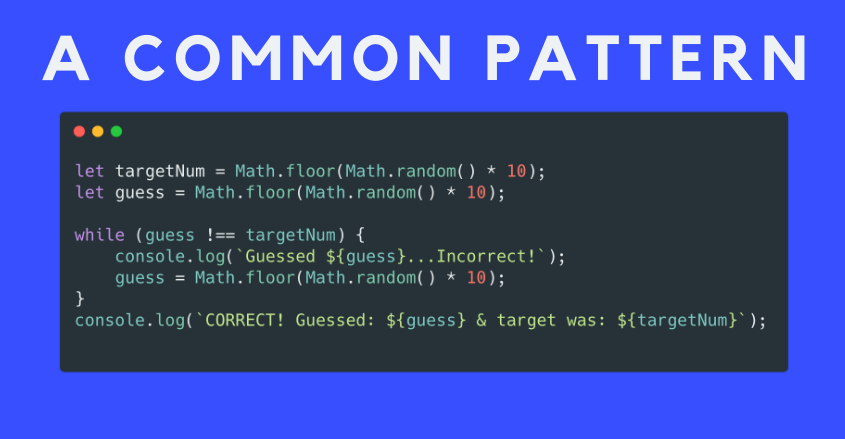 A COMMON PATTERN
let targetNum = Math.floor(Math.random() * 10);
let guess = Math.floor(Math.random() * 10);
while (guess !== targetNum) {
    console.log(`Guessed ${guess}...Incorrect!`);
    guess = Math.floor(Math.random() * 10);
}
console.log(`CORRECT! Guessed: ${guess} & target was: ${targetNum}`);